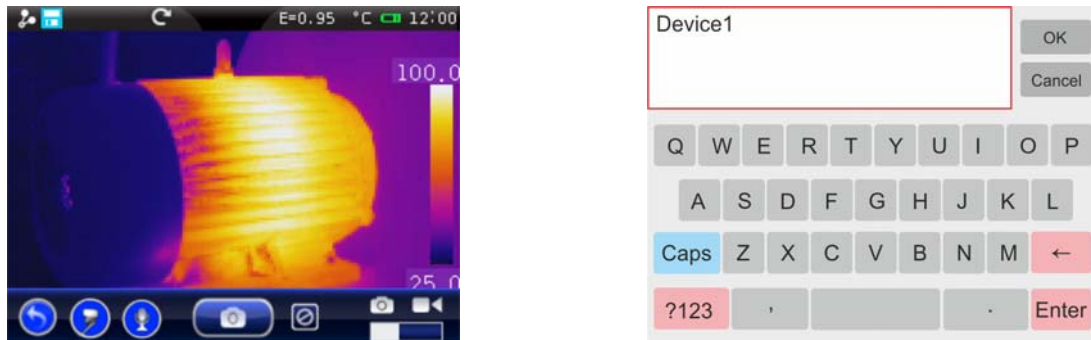 E=0.95 °C 12:00
100.0
25.0
Device1
OK
Cancel
Q W E R T Y U I O P
A S D F G H J K L
Caps Z X C V B N M ←
?123 , . Enter